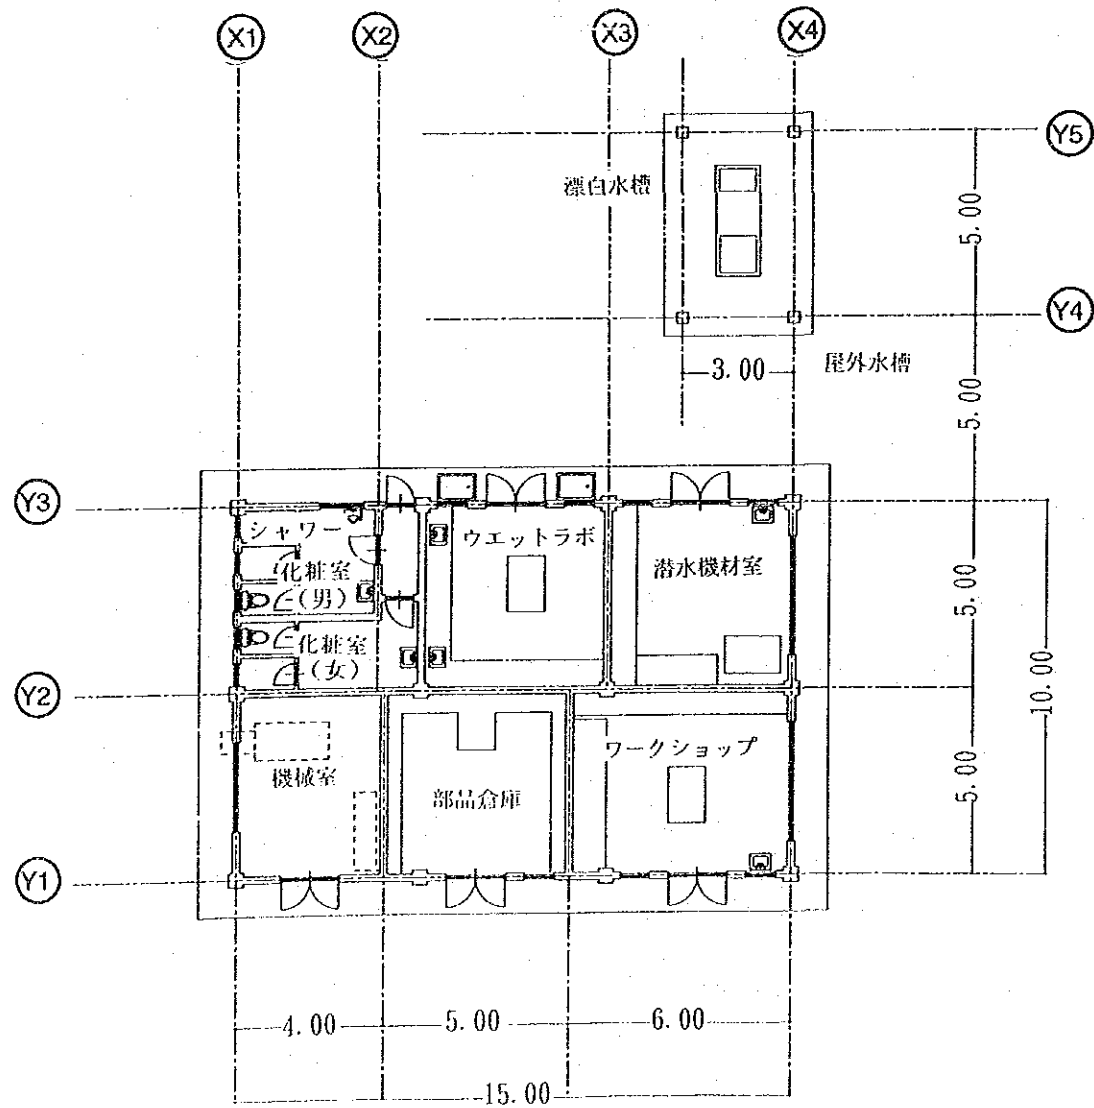 X1
X2
X3
X4
Y5
漂白水槽
5.00
Y4
3.00
屋外水槽
5.00
Y3
シャワー
ウエットラボ
化粧室
(男)
潜水機材室
5.00
化粧室
(女)
10.00
Y2
ワークショップ
機械室
部品倉庫
5.00
Y1
4.00
5.00
6.00
15.00